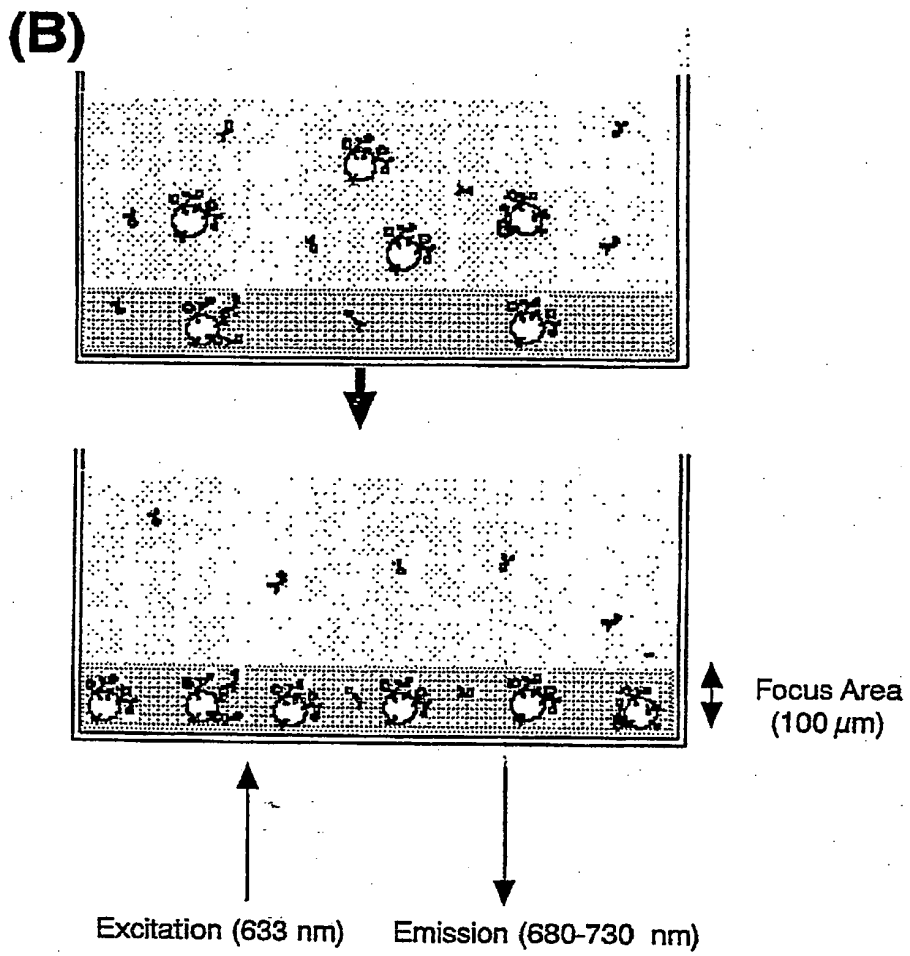 (B)
Focus Area
(100 µm)
Excitation (633 nm)
Emission (680-730 nm)